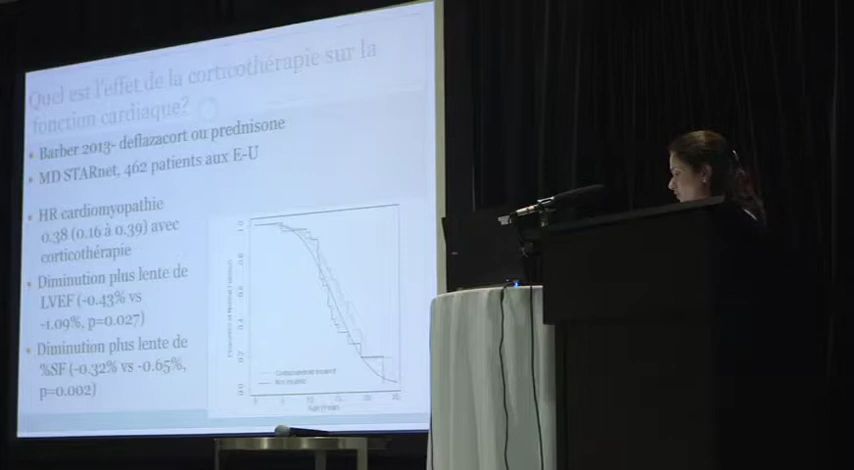 Quel est l'effet de la corticothérapie sur la
fonction cardiaque?
• Barber 2013- deflazacort ou prednisone
• MD STARnet, 462 patients aux E-U
• HR cardiomyopathie
0.38 (0.16 à 0.39) avec
corticothérapie
• Diminution plus lente de
LVEF (-0.43% vs
-1.09%, p=0.027)
• Diminution plus lente de
%SF (-0.32% vs -0.65%,
p=0.002)